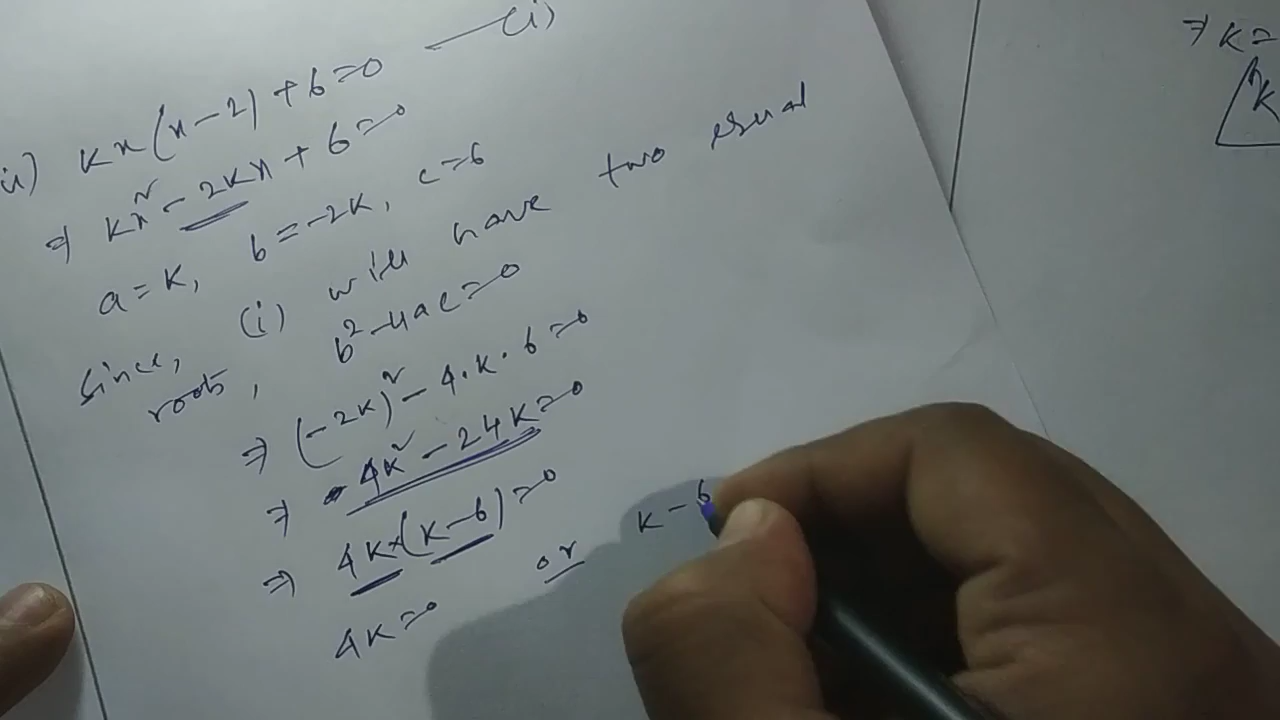 ii) kx(x-2)+6=0 —(i)
⇒ kx² - 2kx + 6=0
a=k, b=-2k, c=6
Since, (i) will have two equal
roots, b²-4ac=0
⇒ (-2k)² - 4·k·6=0
⇒ 4k² - 24k=0
⇒ 4k(k-6)=0
4k=0 or k-6
⇒ k=
k